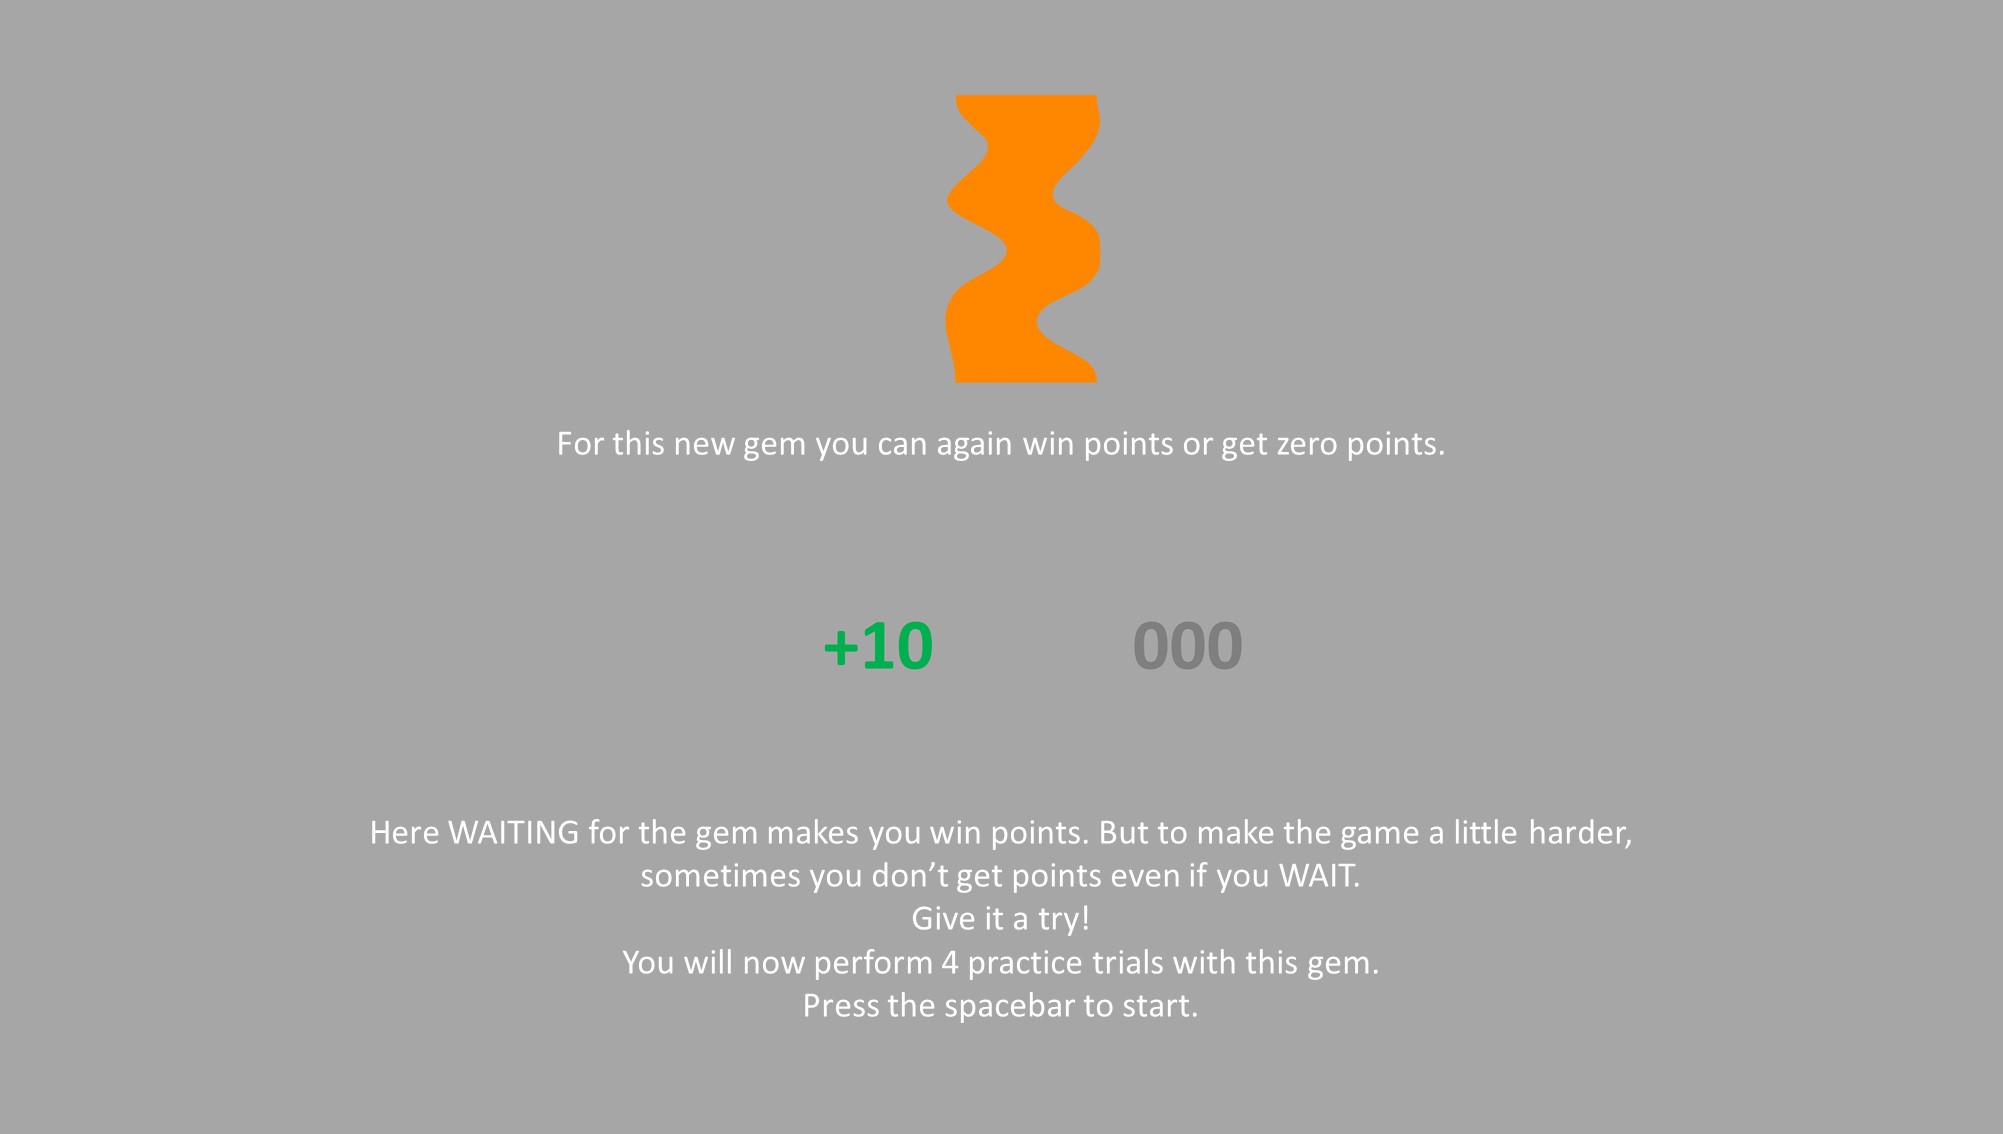 For this new gem you can again win points or get zero points.
+10 000
Here WAITING for the gem makes you win points. But to make the game a little harder,
sometimes you don’t get points even if you WAIT.
Give it a try!
You will now perform 4 practice trials with this gem.
Press the spacebar to start.